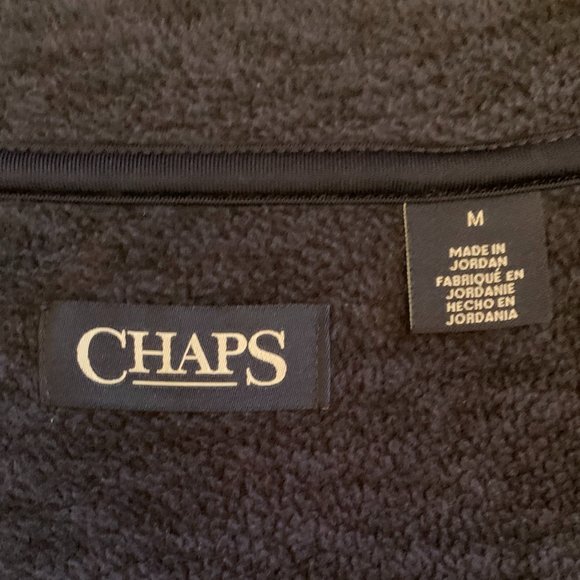 M
MADE IN
JORDAN
FABRIQUÉ EN
JORDANIE
HECHO EN
JORDANIA
CHAPS